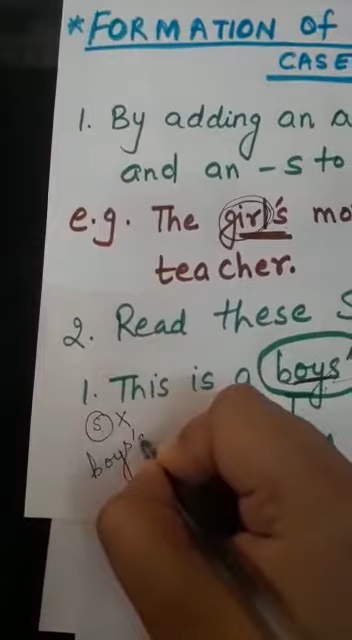 *FORMATION of
CASE
1. By adding an a
and an -s to
e.g. The girl's mo
teacher.
2. Read these S
1. This is a boys'
s x
boy's